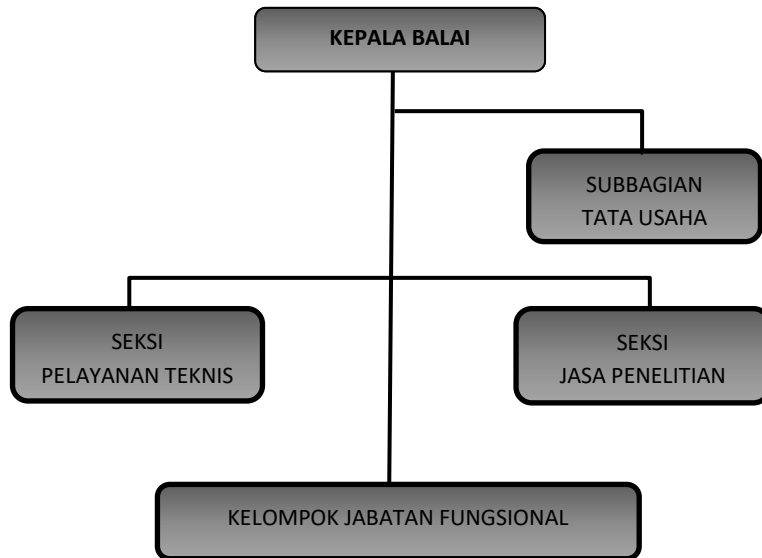 KEPALA BALAI
SUBBAGIAN
TATA USAHA
SEKSI
PELAYANAN TEKNIS
SEKSI
JASA PENELITIAN
KELOMPOK JABATAN FUNGSIONAL